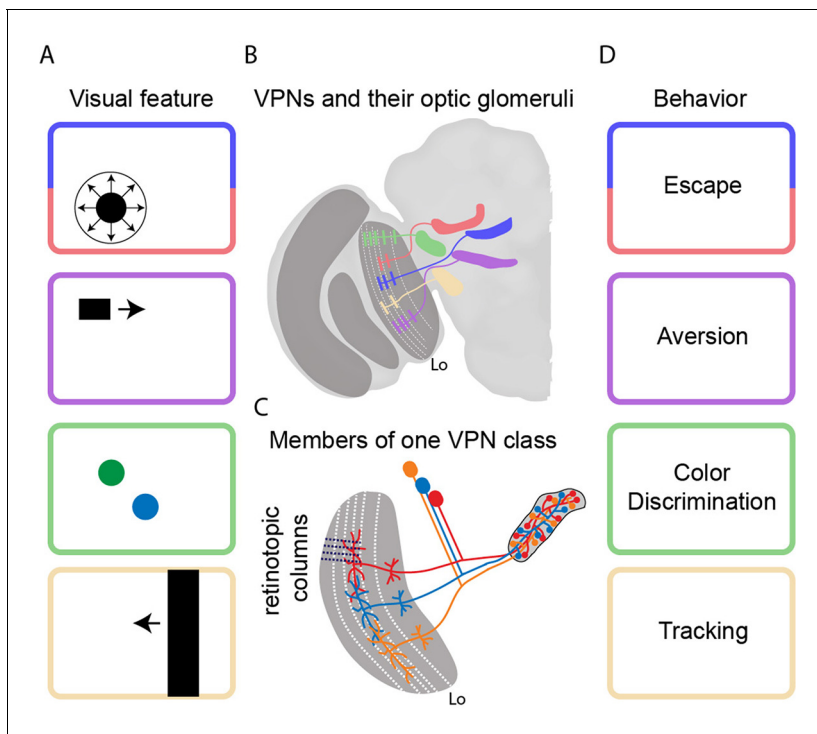 A
Visual feature
B
VPNs and their optic glomeruli
Lo
C
Members of one VPN class
retinotopic
columns
Lo
D
Behavior
Escape
Aversion
Color
Discrimination
Tracking